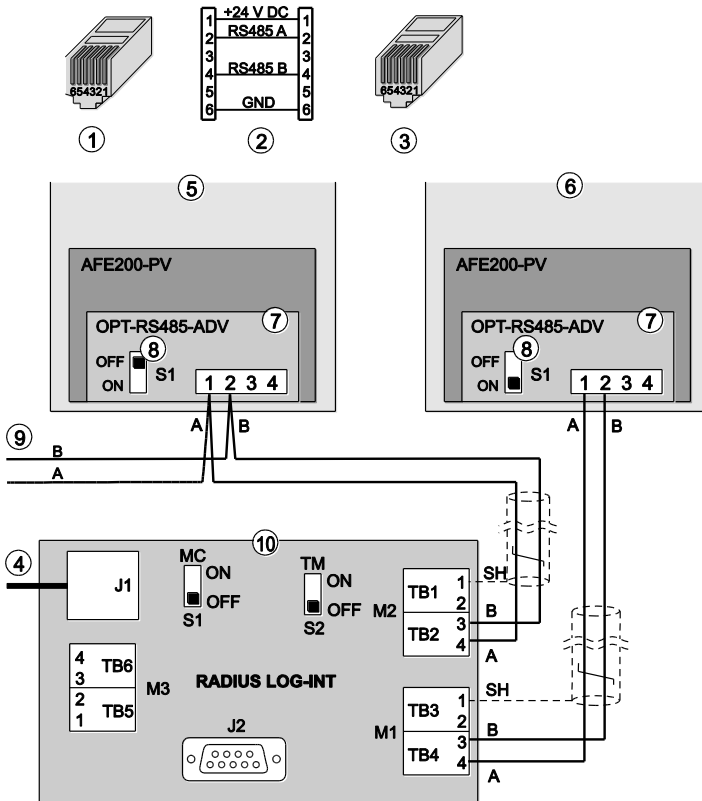 +24 V DC
1 1
RS485 A
2 2
3 3
RS485 B
4 4
5 5
GND
6 6
654321
654321
1 2 3
5 6
AFE200-PV AFE200-PV
OPT-RS485-ADV 7 OPT-RS485-ADV 7
8 8
OFF OFF
S1 S1
ON ON
1 2 3 4 1 2 3 4
A B A B
9
B
A
10
4
J1
MC
ON
OFF
S1
TM
ON
OFF
S2
M2
TB1 1
2
TB2 3
4
SH
B
A
4 TB6
3
2 TB5
1
M3
RADIUS LOG-INT
J2
M1
TB3 1
2
TB4 3
4
SH
B
A